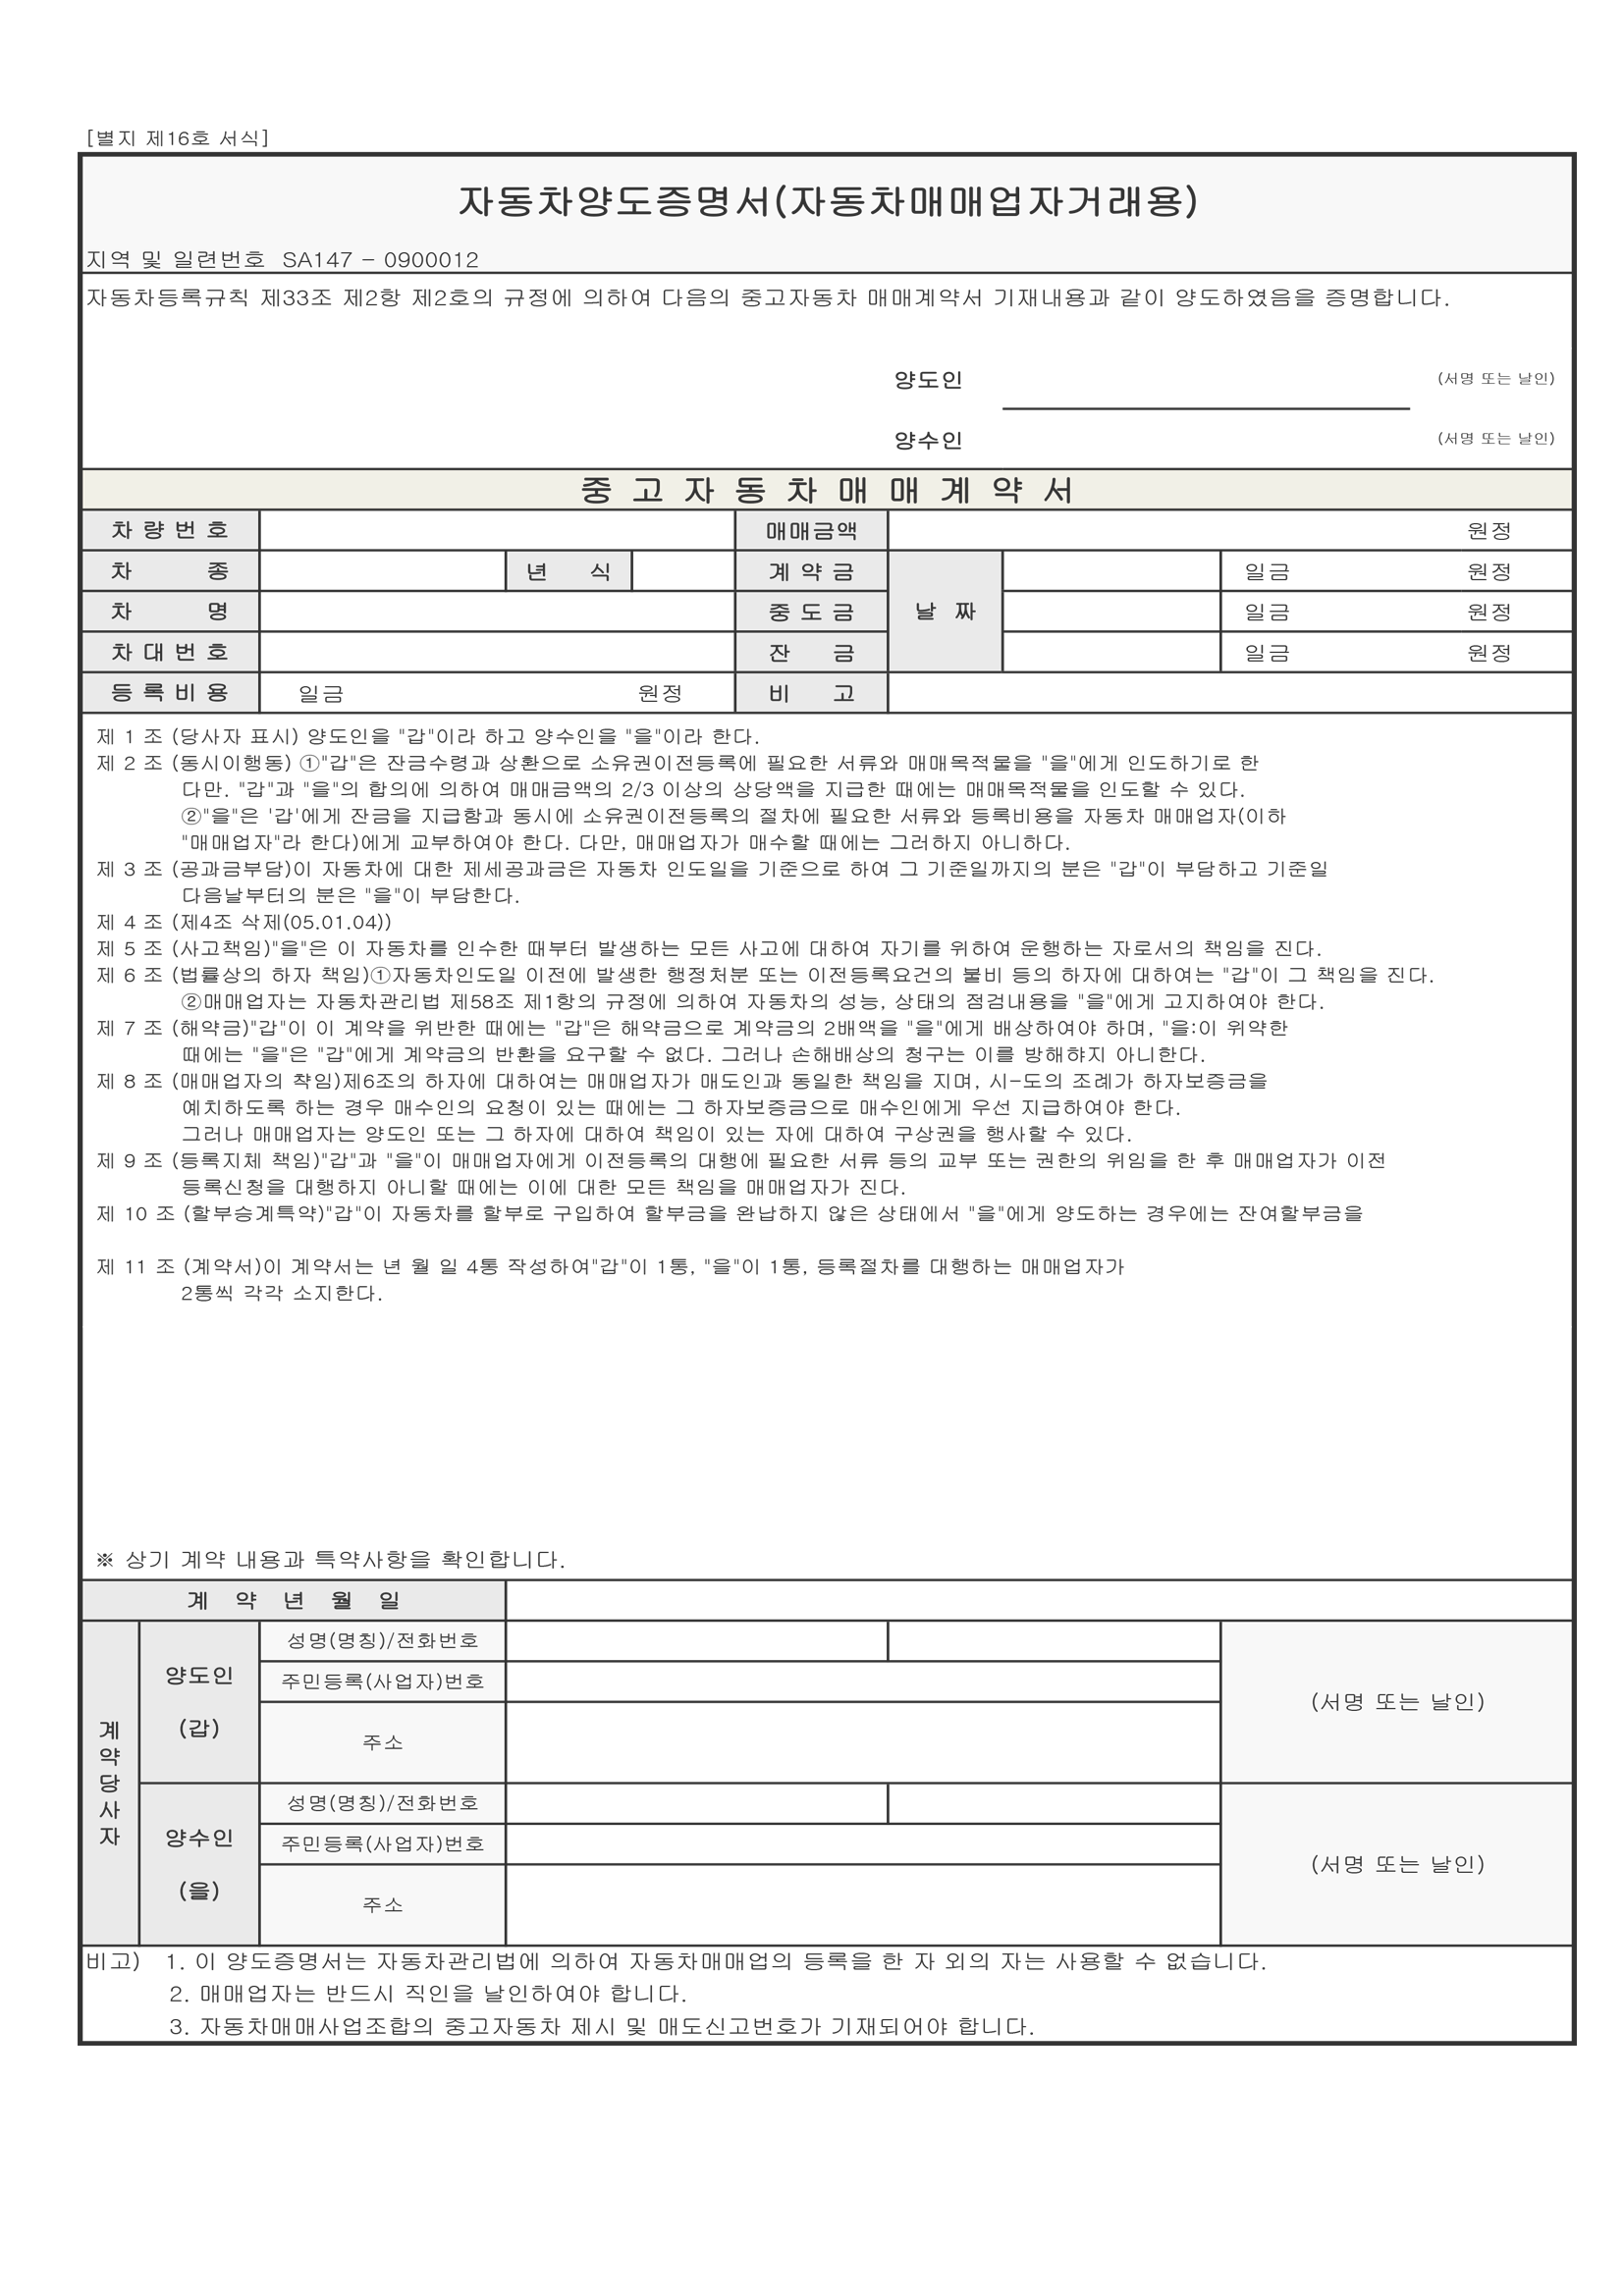 [별지 제16호 서식]
자동차양도증명서(자동차매매업자거래용)
지역 및 일련번호 SA147 - 0900012
자동차등록규칙 제33조 제2항 제2호의 규정에 의하여 다음의 중고자동차 매매계약서 기재내용과 같이 양도하였음을 증명합니다.
양도인 (서명 또는 날인)
양수인 (서명 또는 날인)
중 고 자 동 차 매 매 계 약 서
차 량 번 호 매매금액 원정
차 종 년 식 계 약 금 일금 원정
차 명 중 도 금 날 짜 일금 원정
차 대 번 호 잔 금 일금 원정
등 록 비 용 일금 원정 비 고
제 1 조 (당사자 표시) 양도인을 "갑"이라 하고 양수인을 "을"이라 한다.
제 2 조 (동시이행동) ①"갑"은 잔금수령과 상환으로 소유권이전등록에 필요한 서류와 매매목적물을 "을"에게 인도하기로 한
다만. "갑"과 "을"의 합의에 의하여 매매금액의 2/3 이상의 상당액을 지급한 때에는 매매목적물을 인도할 수 있다.
②"을"은 '갑'에게 잔금을 지급함과 동시에 소유권이전등록의 절차에 필요한 서류와 등록비용을 자동차 매매업자(이하
"매매업자"라 한다)에게 교부하여야 한다. 다만, 매매업자가 매수할 때에는 그러하지 아니하다.
제 3 조 (공과금부담)이 자동차에 대한 제세공과금은 자동차 인도일을 기준으로 하여 그 기준일까지의 분은 "갑"이 부담하고 기준일
다음날부터의 분은 "을"이 부담한다.
제 4 조 (제4조 삭제(05.01.04))
제 5 조 (사고책임)"을"은 이 자동차를 인수한 때부터 발생하는 모든 사고에 대하여 자기를 위하여 운행하는 자로서의 책임을 진다.
제 6 조 (법률상의 하자 책임)①자동차인도일 이전에 발생한 행정처분 또는 이전등록요건의 불비 등의 하자에 대하여는 "갑"이 그 책임을 진다.
②매매업자는 자동차관리법 제58조 제1항의 규정에 의하여 자동차의 성능, 상태의 점검내용을 "을"에게 고지하여야 한다.
제 7 조 (해약금)"갑"이 이 계약을 위반한 때에는 "갑"은 해약금으로 계약금의 2배액을 "을"에게 배상하여야 하며, "을:이 위약한
때에는 "을"은 "갑"에게 계약금의 반환을 요구할 수 없다. 그러나 손해배상의 청구는 이를 방해햐지 아니한다.
제 8 조 (매매업자의 챡임)제6조의 하자에 대하여는 매매업자가 매도인과 동일한 책임을 지며, 시-도의 조례가 하자보증금을
예치하도록 하는 경우 매수인의 요청이 있는 때에는 그 하자보증금으로 매수인에게 우선 지급하여야 한다.
그러나 매매업자는 양도인 또는 그 하자에 대하여 책임이 있는 자에 대하여 구상권을 행사할 수 있다.
제 9 조 (등록지체 책임)"갑"과 "을"이 매매업자에게 이전등록의 대행에 필요한 서류 등의 교부 또는 권한의 위임을 한 후 매매업자가 이전
등록신청을 대행하지 아니할 때에는 이에 대한 모든 책임을 매매업자가 진다.
제 10 조 (할부승계특약)"갑"이 자동차를 할부로 구입하여 할부금을 완납하지 않은 상태에서 "을"에게 양도하는 경우에는 잔여할부금을
제 11 조 (계약서)이 계약서는 년 월 일 4통 작성하여"갑"이 1통, "을"이 1통, 등록절차를 대행하는 매매업자가
2통씩 각각 소지한다.
※ 상기 계약 내용과 특약사항을 확인합니다.
계 약 년 월 일
계약당사자
양도인
(갑)
성명(명칭)/전화번호
주민등록(사업자)번호
주소
(서명 또는 날인)
양수인
(을)
성명(명칭)/전화번호
주민등록(사업자)번호
주소
(서명 또는 날인)
비고) 1. 이 양도증명서는 자동차관리법에 의하여 자동차매매업의 등록을 한 자 외의 자는 사용할 수 없습니다.
2. 매매업자는 반드시 직인을 날인하여야 합니다.
3. 자동차매매사업조합의 중고자동차 제시 및 매도신고번호가 기재되어야 합니다.